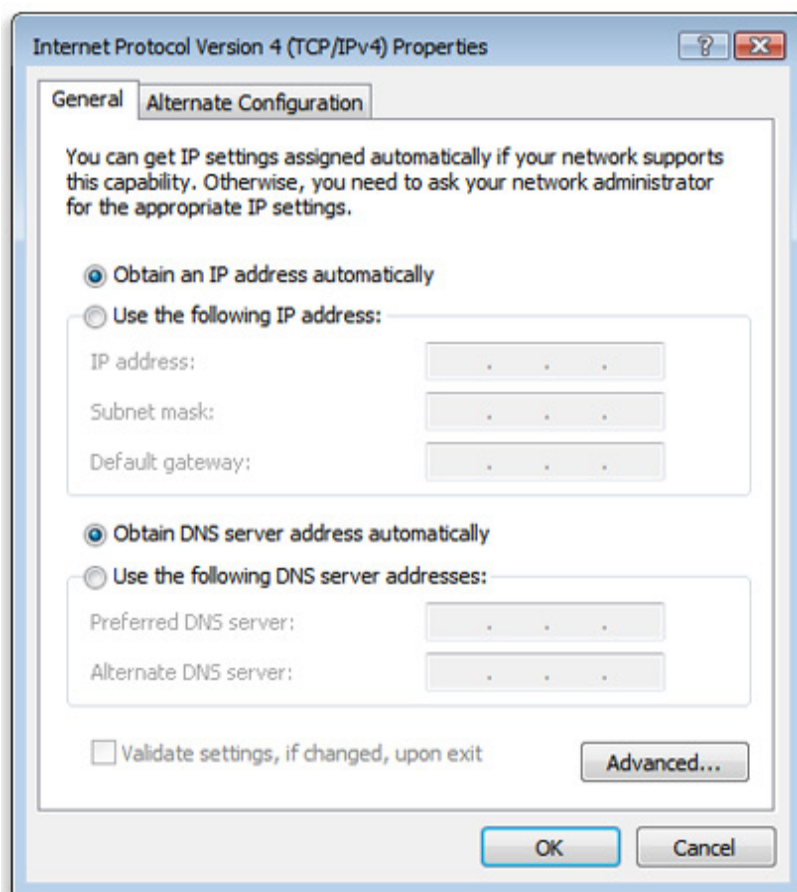 Internet Protocol Version 4 (TCP/IPv4) Properties
?
General
Alternate Configuration
You can get IP settings assigned automatically if your network supports
this capability. Otherwise, you need to ask your network administrator
for the appropriate IP settings.
Obtain an IP address automatically
Use the following IP address:
IP address:
Subnet mask:
Default gateway:
Obtain DNS server address automatically
Use the following DNS server addresses:
Preferred DNS server:
Alternate DNS server:
Validate settings, if changed, upon exit
Advanced...
OK
Cancel